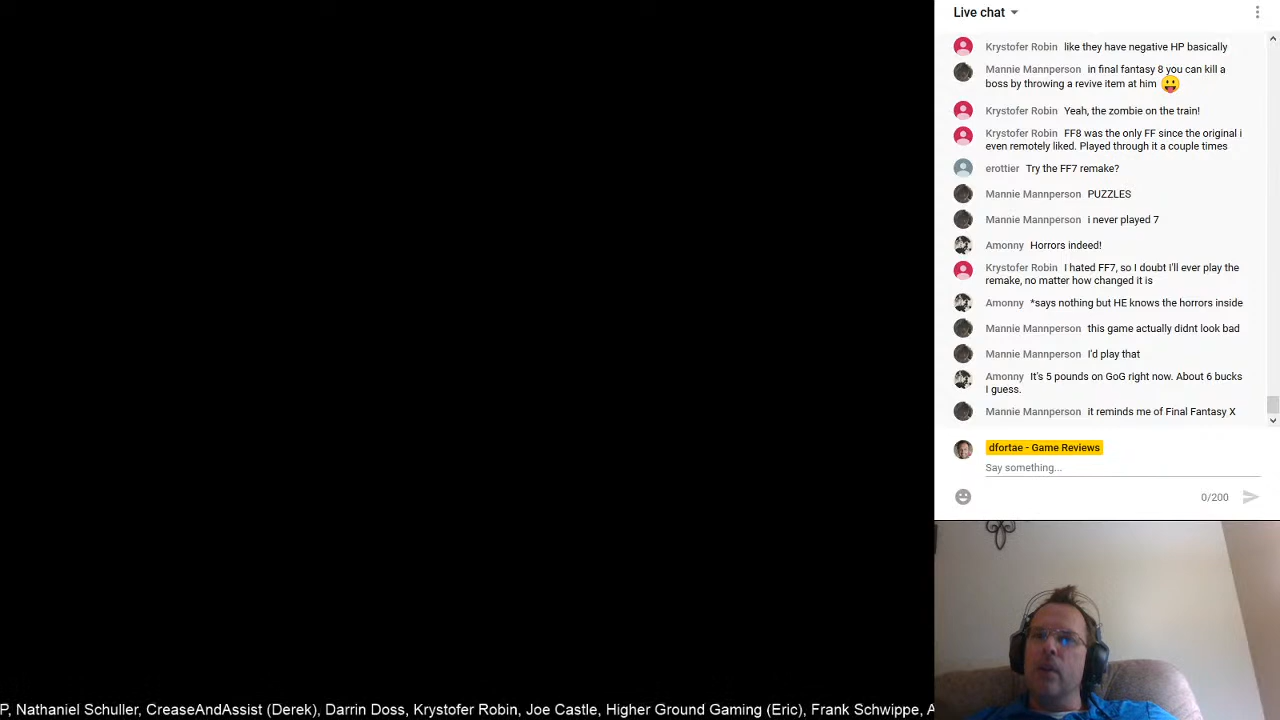 Live chat
Krystofer Robin like they have negative HP basically
Mannie Mannperson in final fantasy 8 you can kill a
boss by throwing a revive item at him
Krystofer Robin Yeah, the zombie on the train!
Krystofer Robin FF8 was the only FF since the original i
even remotely liked. Played through it a couple times
erottier Try the FF7 remake?
Mannie Mannperson PUZZLES
Mannie Mannperson i never played 7
Amonny Horrors indeed!
Krystofer Robin I hated FF7, so I doubt I'll ever play the
remake, no matter how changed it is
Amonny *says nothing but HE knows the horrors inside
Mannie Mannperson this game actually didnt look bad
Mannie Mannperson I'd play that
Amonny It's 5 pounds on GoG right now. About 6 bucks
I guess.
Mannie Mannperson it reminds me of Final Fantasy X
dfortae - Game Reviews
Say something...
0/200
P, Nathaniel Schuller, CreaseAndAssist (Derek), Darrin Doss, Krystofer Robin, Joe Castle, Higher Ground Gaming (Eric), Frank Schwippe, A